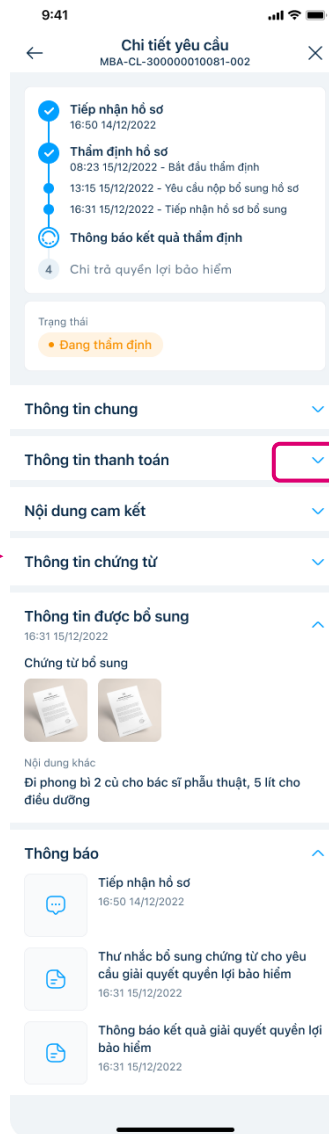 9:41
Chi tiết yêu cầu
MBA-CL-300000010081-002
Tiếp nhận hồ sơ
16:50 14/12/2022
Thẩm định hồ sơ
08:23 15/12/2022 - Bắt đầu thẩm định
13:15 15/12/2022 - Yêu cầu nộp bổ sung hồ sơ
16:31 15/12/2022 - Tiếp nhận hồ sơ bổ sung
Thông báo kết quả thẩm định
4 Chi trả quyền lợi bảo hiểm
Trạng thái
Đang thẩm định
Thông tin chung
Thông tin thanh toán
Nội dung cam kết
Thông tin chứng từ
Thông tin được bổ sung
16:31 15/12/2022
Chứng từ bổ sung
Nội dung khác
Đi phong bì 2 củ cho bác sĩ phẫu thuật, 5 lít cho
điều dưỡng
Thông báo
Tiếp nhận hồ sơ
16:50 14/12/2022
Thư nhắc bổ sung chứng từ cho yêu
cầu giải quyết quyền lợi bảo hiểm
16:31 15/12/2022
Thông báo kết quả giải quyết quyền lợi
bảo hiểm
16:31 15/12/2022